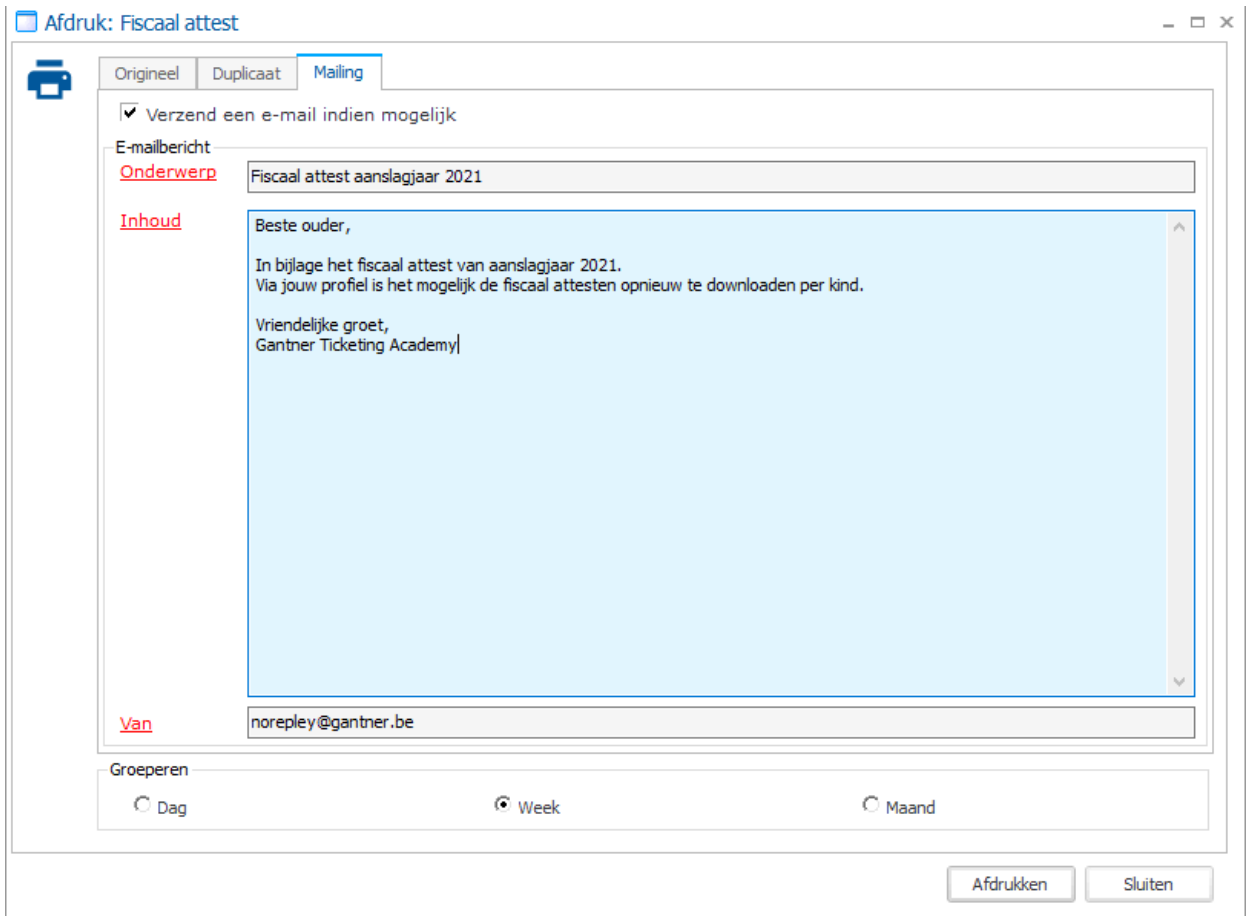 Afdruk: Fiscaal attest
Origineel Duplicaat Mailing
Verzend een e-mail indien mogelijk
E-mailbericht
Onderwerp Fiscaal attest aanslagjaar 2021
Inhoud Beste ouder,
In bijlage het fiscaal attest van aanslagjaar 2021.
Via jouw profiel is het mogelijk de fiscaal attesten opnieuw te downloaden per kind.
Vriendelijke groet,
Gantner Ticketing Academy
Van norepley@gantner.be
Groeperen
Dag Week Maand
Afdrukken Sluiten